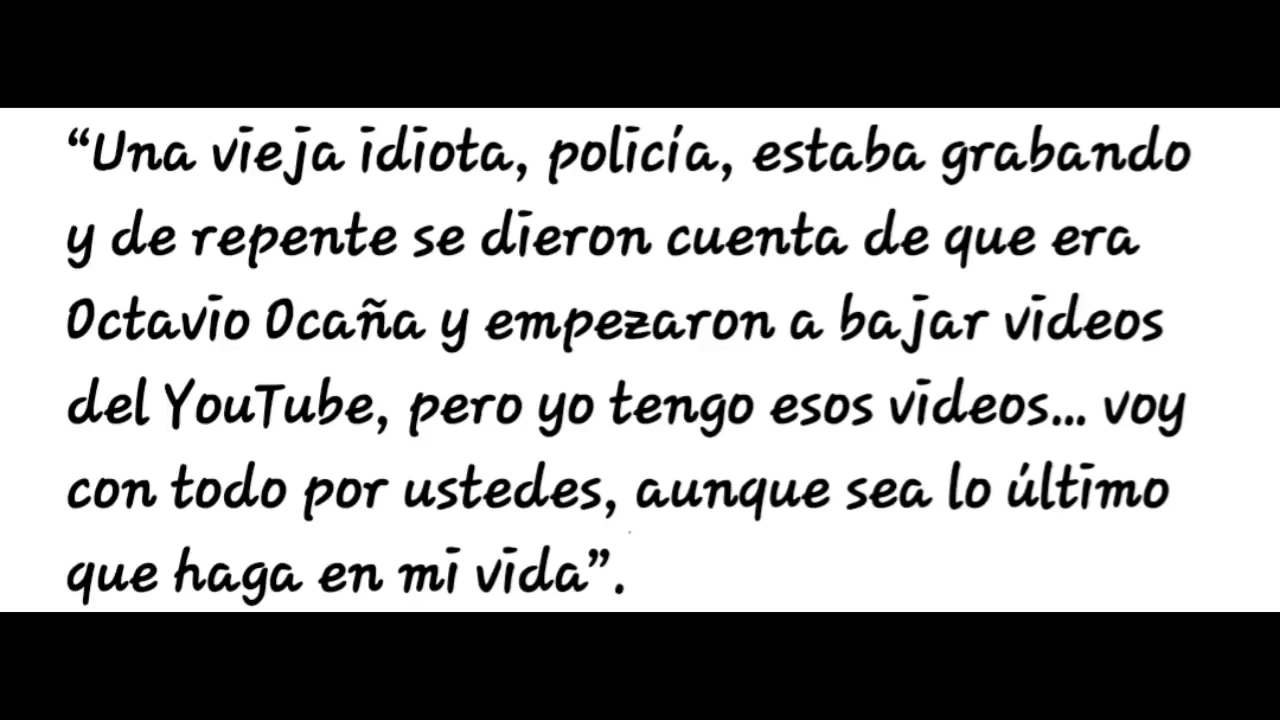 “Una vieja idiota, policía, estaba grabando
y de repente se dieron cuenta de que era
Octavio Ocaña y empezaron a bajar videos
del YouTube, pero yo tengo esos videos... voy
con todo por ustedes, aunque sea lo último
que haga en mi vida”.